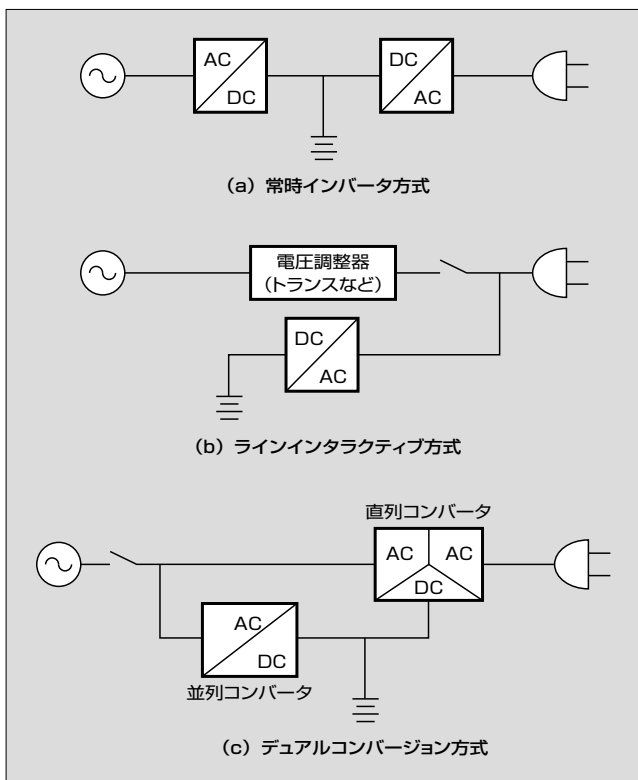 AC
DC
DC
AC
(a) 常時インバータ方式
電圧調整器
(トランスなど)
DC
AC
(b) ラインインタラクティブ方式
直列コンバータ
AC
AC
DC
AC
DC
並列コンバータ
(c) デュアルコンバージョン方式